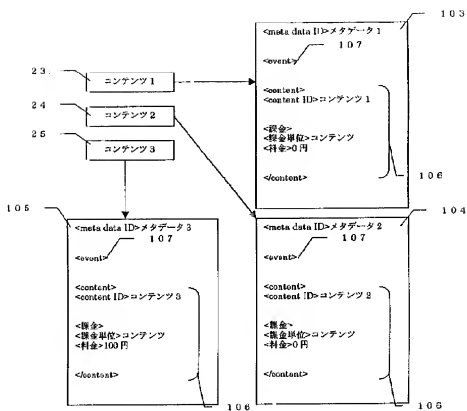 103
<meta data ID>メタデータ1
107
<event>
<content>
<content ID>コンテンツ1
<課金>
<課金単位>コンテンツ
<料金>0円
</content>
106
23.
コンテンツ1
24
コンテンツ2
25
コンテンツ3
105
<meta data ID>メタデータ3
107
<event>
<content>
<content ID>コンテンツ3
<課金>
<課金単位>コンテンツ
<料金>100円
</content>
106
104
<meta data ID>メタデータ2
107
<event>
<content>
<content ID>コンテンツ2
<課金>
<課金単位>コンテンツ
<料金>0円
</content>
105